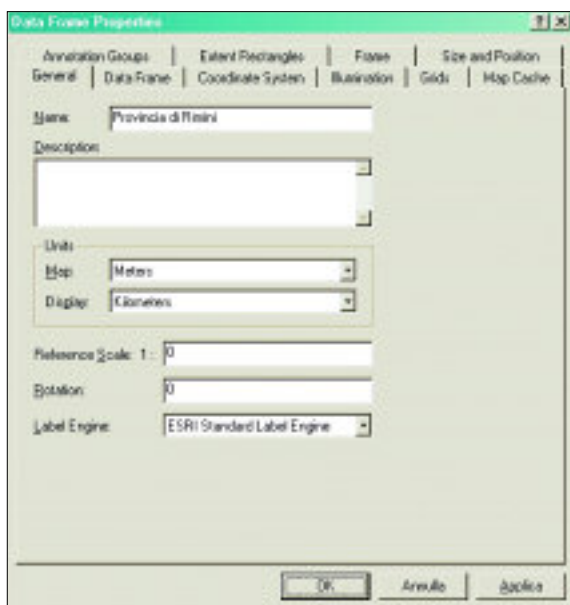 Data Frame Properties
Annotation Groups Extent Rectangles Frame Size and Position
General Data Frame Coordinate System Illumination Grids Map Cache
Name: Provincia di Rimini
Description:
Units
Map: Meters
Display: Kilometers
Reference Scale: 1 : 0
Rotation: 0
Label Engine: ESRI Standard Label Engine
OK Annulla Applica